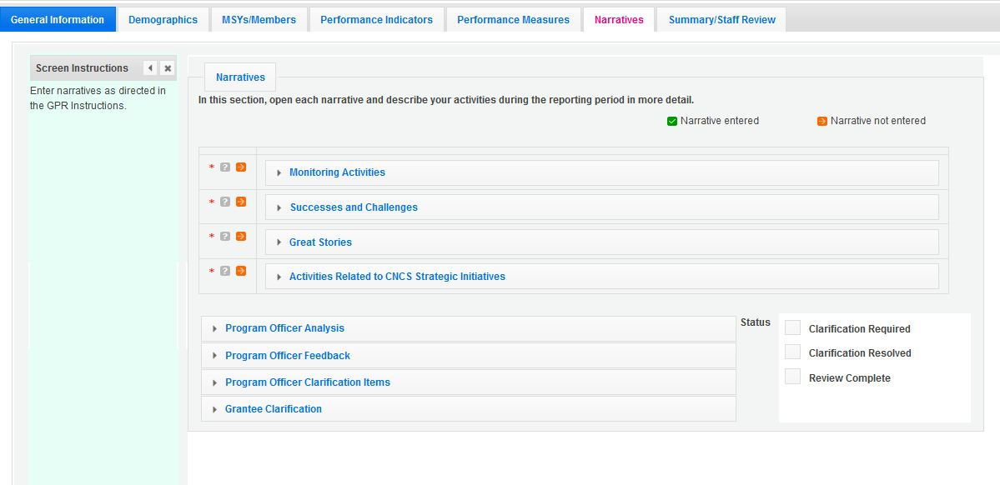 General Information Demographics MSYs/Members Performance Indicators Performance Measures Narratives Summary/Staff Review
Screen Instructions
Enter narratives as directed in
the GPR Instructions.
Narratives
In this section, open each narrative and describe your activities during the reporting period in more detail.
Narrative entered Narrative not entered
* ? Monitoring Activities
* ? Successes and Challenges
* ? Great Stories
* ? Activities Related to CNCS Strategic Initiatives
Program Officer Analysis
Program Officer Feedback
Program Officer Clarification Items
Grantee Clarification
Status
Clarification Required
Clarification Resolved
Review Complete